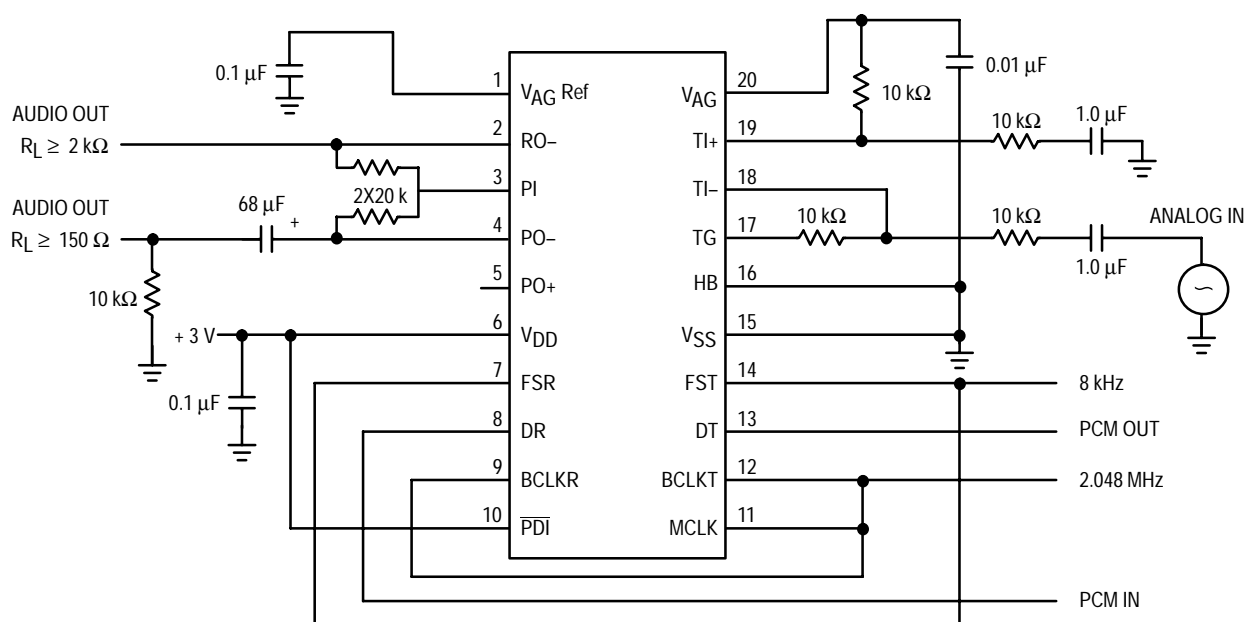 0.1 μF
AUDIO OUT
RL ≥ 2 kΩ
AUDIO OUT
RL ≥ 150 Ω
68 μF
+
2X20 k
10 kΩ
+ 3 V
0.1 μF
1 VAG Ref
2 RO–
3 PI
4 PO–
5 PO+
6 VDD
7 FSR
8 DR
9 BCLKR
10 PDI
VAG 20
TI+ 19
TI– 18
TG 17
HB 16
VSS 15
FST 14
DT 13
BCLKT 12
MCLK 11
10 kΩ
0.01 μF
10 kΩ
1.0 μF
10 kΩ
10 kΩ
1.0 μF
ANALOG IN
8 kHz
PCM OUT
2.048 MHz
PCM IN